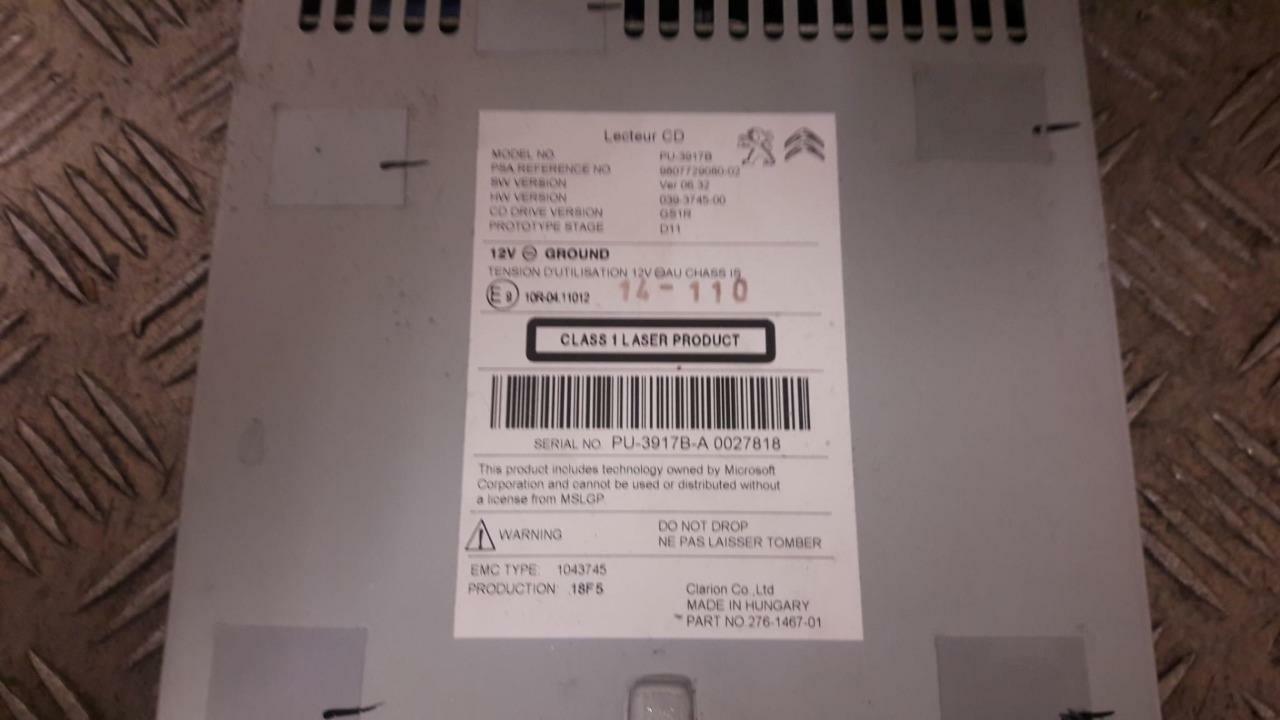 Lecteur CD
MODEL NO. PU-3917B
PSA REFERENCE NO. 9807729080-02
SW VERSION Ver 06.32
HW VERSION 039-3745-00
CD DRIVE VERSION GS1R
PROTOTYPE STAGE D11
12V ⊖ GROUND
TENSION D'UTILISATION 12V ⊖AU CHASS IS
E9 10R-04.11012 14-110
CLASS 1 LASER PRODUCT
SERIAL NO. PU-3917B-A 0027818
This product includes technology owned by Microsoft
Corporation and cannot be used or distributed without
a license from MSLGP.
WARNING DO NOT DROP
NE PAS LAISSER TOMBER
EMC TYPE: 1043745
PRODUCTION: 18F5
Clarion Co.,Ltd
MADE IN HUNGARY
PART NO.276-1467-01